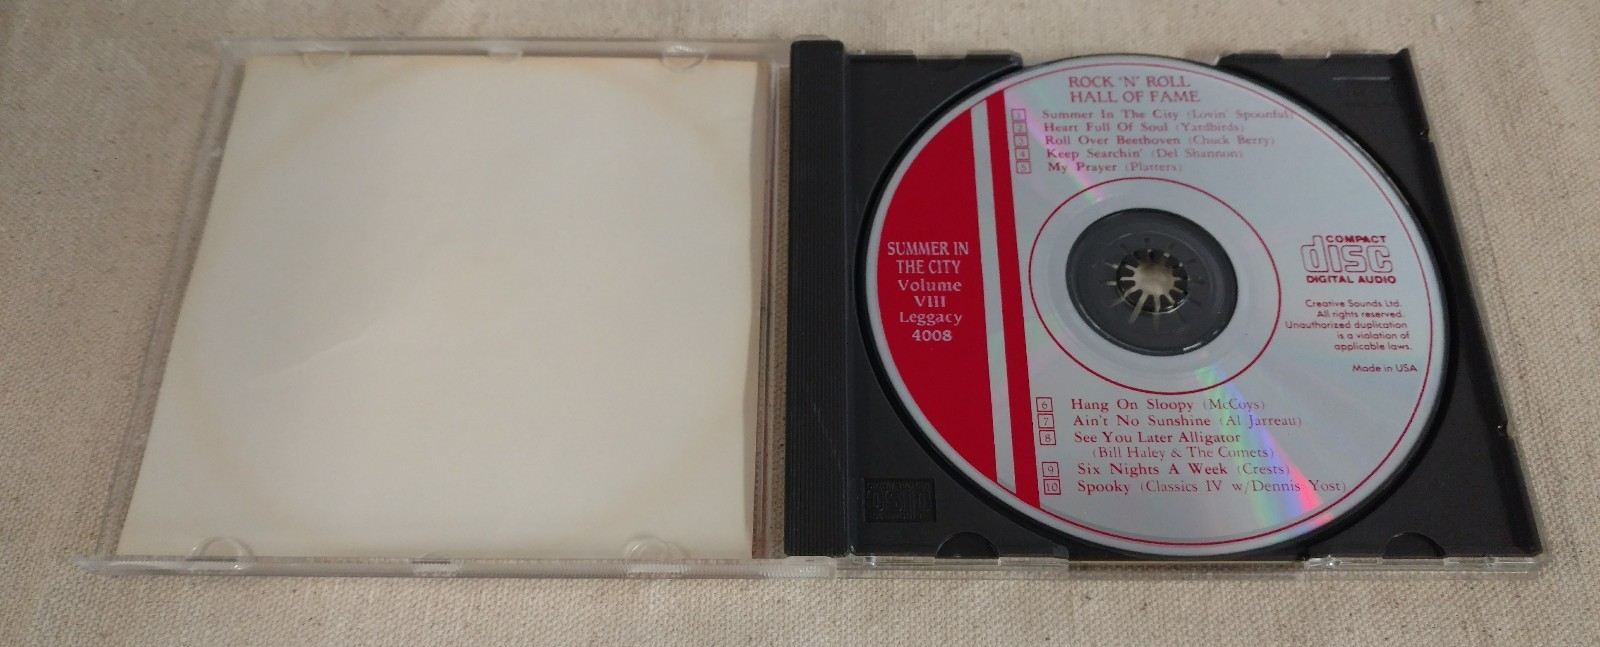 ROCK 'N' ROLL
HALL OF FAME
1 Summer In The City (Lovin' Spoonful)
2 Heart Full Of Soul (Yardbirds)
3 Roll Over Beethoven (Chuck Berry)
4 Keep Searchin' (Del Shannon)
5 My Prayer (Platters)
SUMMER IN
THE CITY
Volume
VIII
Leggacy
4008
COMPACT
disc
DIGITAL AUDIO
Creative Sounds Ltd.
All rights reserved.
Unauthorized duplication
is a violation of
applicable laws.
Made in USA
6 Hang On Sloopy (McCoys)
7 Ain't No Sunshine (Al Jarreau)
8 See You Later Alligator
(Bill Haley & The Comets)
9 Six Nights A Week (Crests)
10 Spooky (Classics IV w/Dennis Yost)